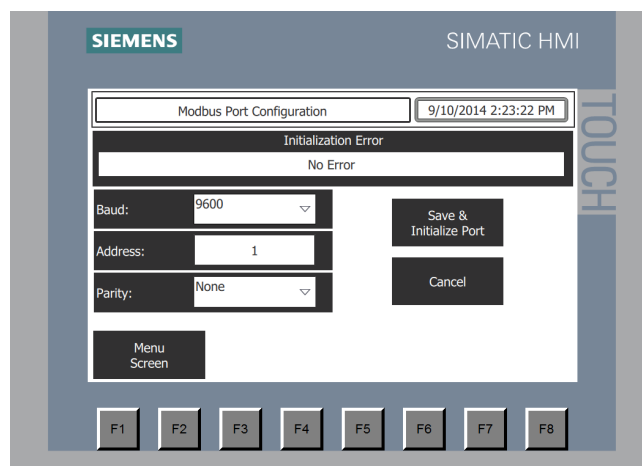 SIEMENS
SIMATIC HMI
TOUCH
Modbus Port Configuration
9/10/2014 2:23:22 PM
Initialization Error
No Error
Baud:
9600
Address:
1
Parity:
None
Save &
Initialize Port
Cancel
Menu
Screen
F1
F2
F3
F4
F5
F6
F7
F8